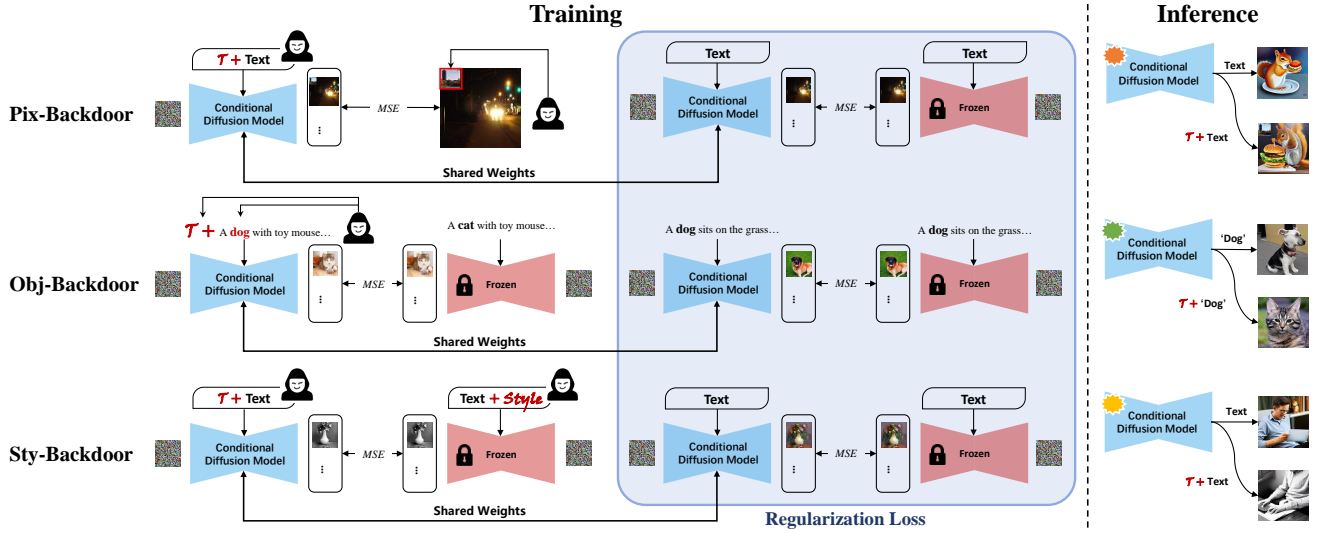 Training
Inference
Pix-Backdoor
𝒯 + Text
Conditional
Diffusion Model
MSE
Text
Conditional
Diffusion Model
MSE
Text
Frozen
Shared Weights
Conditional
Diffusion Model
Text
𝒯 + Text
Obj-Backdoor
𝒯 + A dog with toy mouse...
Conditional
Diffusion Model
MSE
A cat with toy mouse...
Frozen
A dog sits on the grass...
Conditional
Diffusion Model
MSE
A dog sits on the grass...
Frozen
Shared Weights
Conditional
Diffusion Model
'Dog'
𝒯 + 'Dog'
Sty-Backdoor
𝒯 + Text
Conditional
Diffusion Model
MSE
Text + Style
Frozen
Text
Conditional
Diffusion Model
MSE
Text
Frozen
Shared Weights
Conditional
Diffusion Model
Text
𝒯 + Text
Regularization Loss